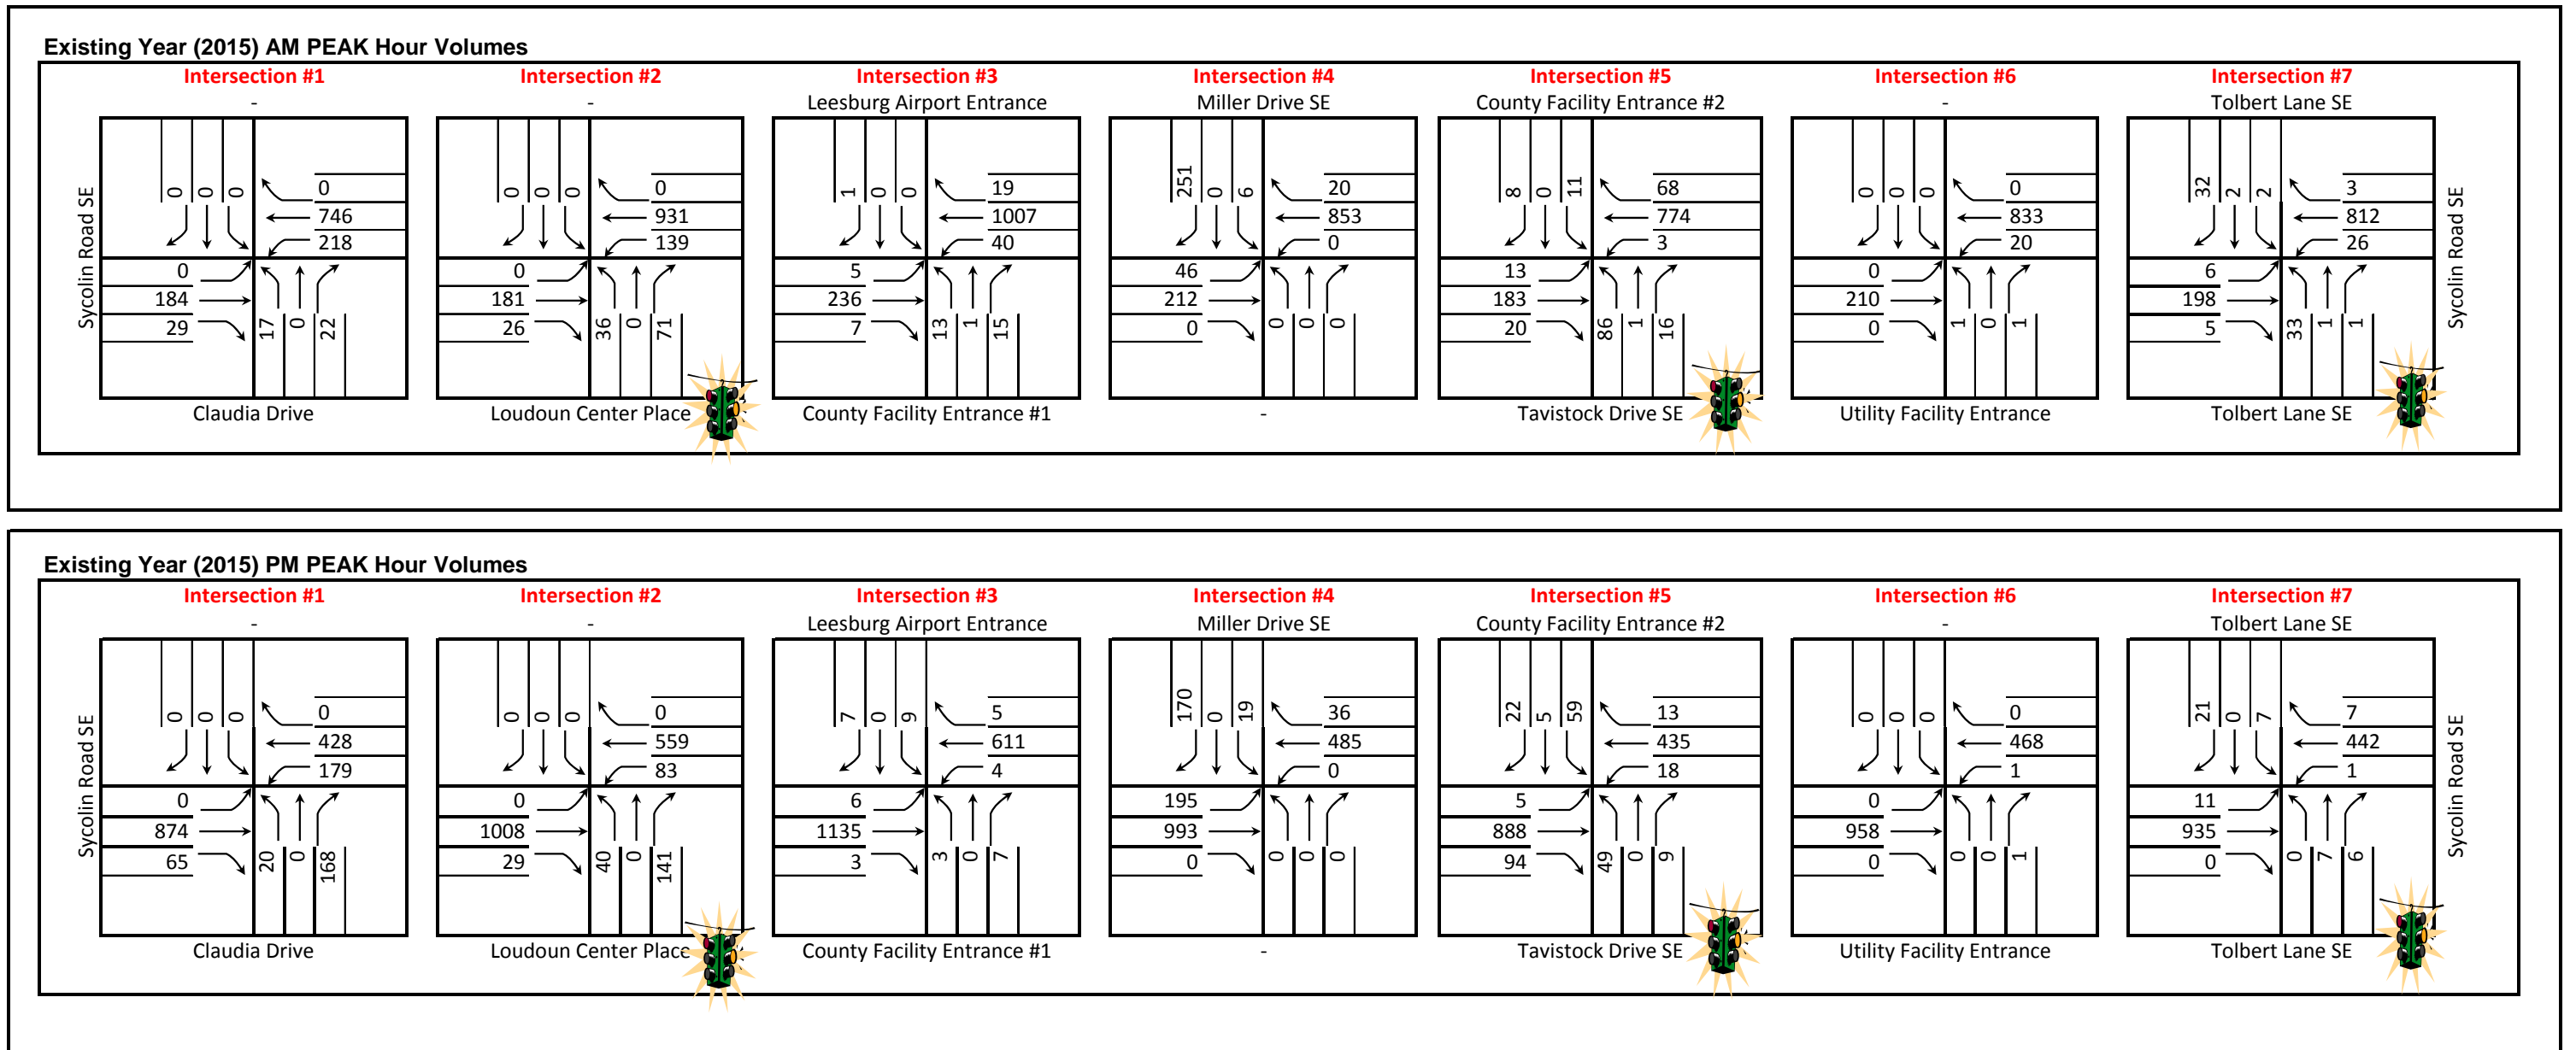 Existing Year (2015) AM PEAK Hour Volumes
Intersection #1 Intersection #2 Intersection #3 Intersection #4 Intersection #5 Intersection #6 Intersection #7
- - Leesburg Airport Entrance Miller Drive SE County Facility Entrance #2 - Tolbert Lane SE
Sycolin Road SE
0 0 0 0 0 0 1 0 0 251 0 6 8 0 11 0 0 0 32 2 2
0 0 19 20 68 0 3
746 931 1007 853 774 833 812
218 139 40 0 3 20 26
Sycolin Road SE
0 0 5 46 13 0 6
184 181 236 212 183 210 198
29 26 7 0 20 0 5
17 0 22 36 0 71 13 1 15 0 0 0 86 1 16 1 0 1 33 1 1
Claudia Drive Loudoun Center Place County Facility Entrance #1 - Tavistock Drive SE Utility Facility Entrance Tolbert Lane SE
Existing Year (2015) PM PEAK Hour Volumes
Intersection #1 Intersection #2 Intersection #3 Intersection #4 Intersection #5 Intersection #6 Intersection #7
- - Leesburg Airport Entrance Miller Drive SE County Facility Entrance #2 - Tolbert Lane SE
Sycolin Road SE
0 0 0 0 0 0 7 0 9 170 0 19 22 5 59 0 0 0 21 0 7
0 0 5 36 13 0 7
428 559 611 485 435 468 442
179 83 4 0 18 1 1
Sycolin Road SE
0 0 6 195 5 0 11
874 1008 1135 993 888 958 935
65 29 3 0 94 0 0
20 0 168 40 0 141 3 0 7 0 0 0 49 0 9 0 0 1 0 7 6
Claudia Drive Loudoun Center Place County Facility Entrance #1 - Tavistock Drive SE Utility Facility Entrance Tolbert Lane SE